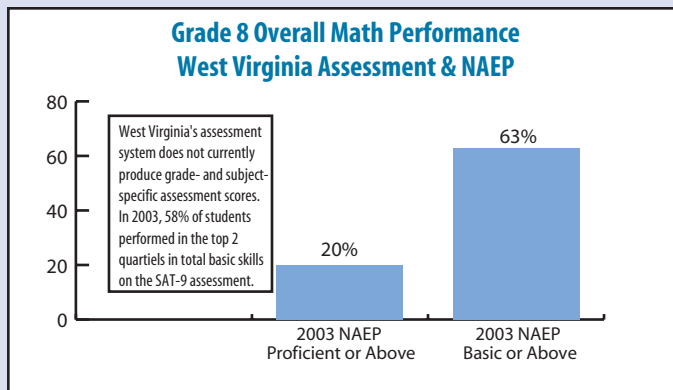 Grade 8 Overall Math Performance
West Virginia Assessment & NAEP
80
60
40
20
0
West Virginia's assessment
system does not currently
produce grade- and subject-
specific assessment scores.
In 2003, 58% of students
performed in the top 2
quartiels in total basic skills
on the SAT-9 assessment.
20%
63%
2003 NAEP
Proficient or Above
2003 NAEP
Basic or Above